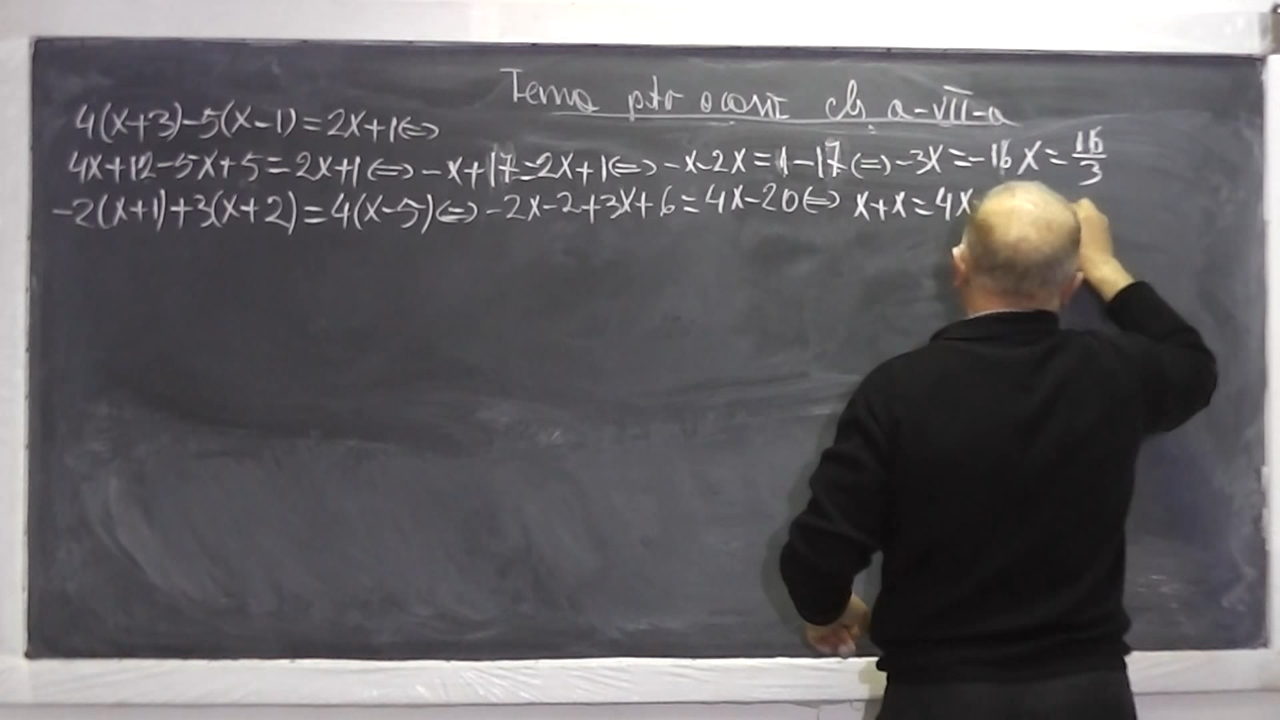 Tema ptr a-VII-a
4(x+3)-5(x-1)=2x+1⇔
4x+12-5x+5=2x+1⇔-x+17=2x+1⇔-x-2x=1-17⇔-3x=-16 x=16/3
-2(x+1)+3(x+2)=4(x-5)⇔-2x-2+3x+6=4x-20⇔ x+x=4x